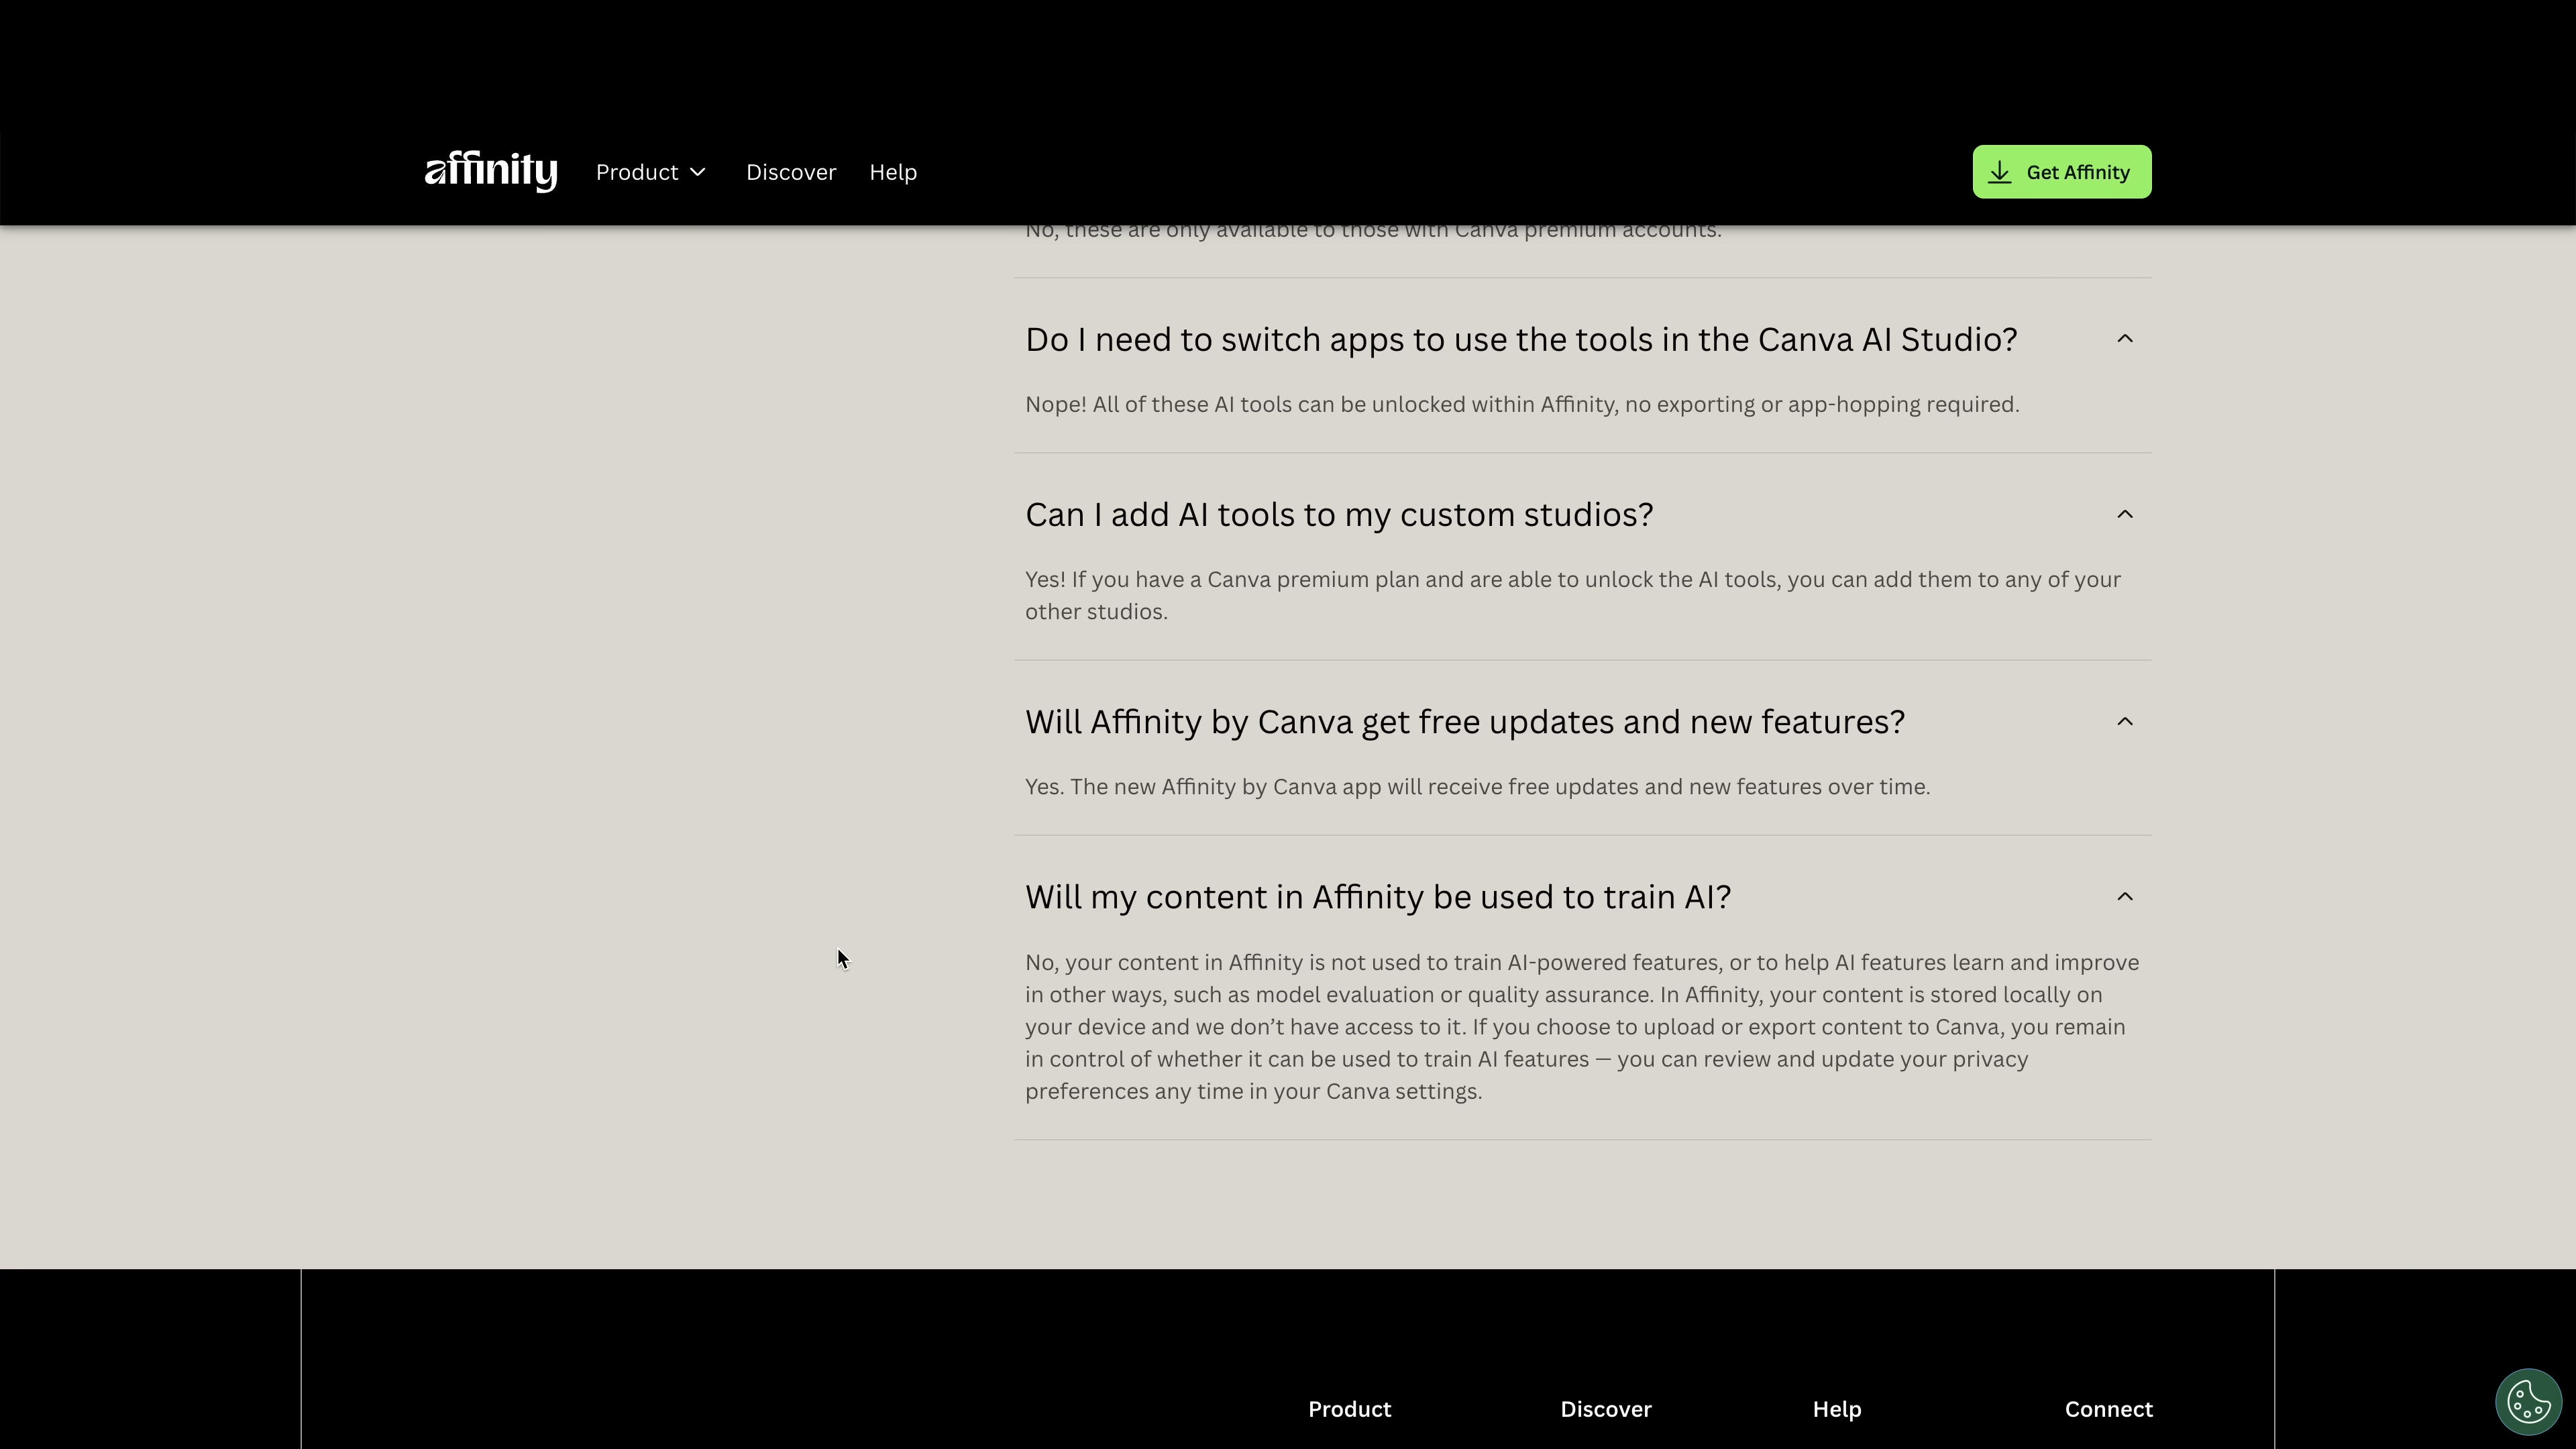 affinity
Product
Discover
Help
Get Affinity
No, these are only available to those with Canva premium accounts.
Do I need to switch apps to use the tools in the Canva AI Studio?
Nope! All of these AI tools can be unlocked within Affinity, no exporting or app-hopping required.
Can I add AI tools to my custom studios?
Yes! If you have a Canva premium plan and are able to unlock the AI tools, you can add them to any of your
other studios.
Will Affinity by Canva get free updates and new features?
Yes. The new Affinity by Canva app will receive free updates and new features over time.
Will my content in Affinity be used to train AI?
No, your content in Affinity is not used to train AI-powered features, or to help AI features learn and improve
in other ways, such as model evaluation or quality assurance. In Affinity, your content is stored locally on
your device and we don’t have access to it. If you choose to upload or export content to Canva, you remain
in control of whether it can be used to train AI features — you can review and update your privacy
preferences any time in your Canva settings.
Product
Discover
Help
Connect